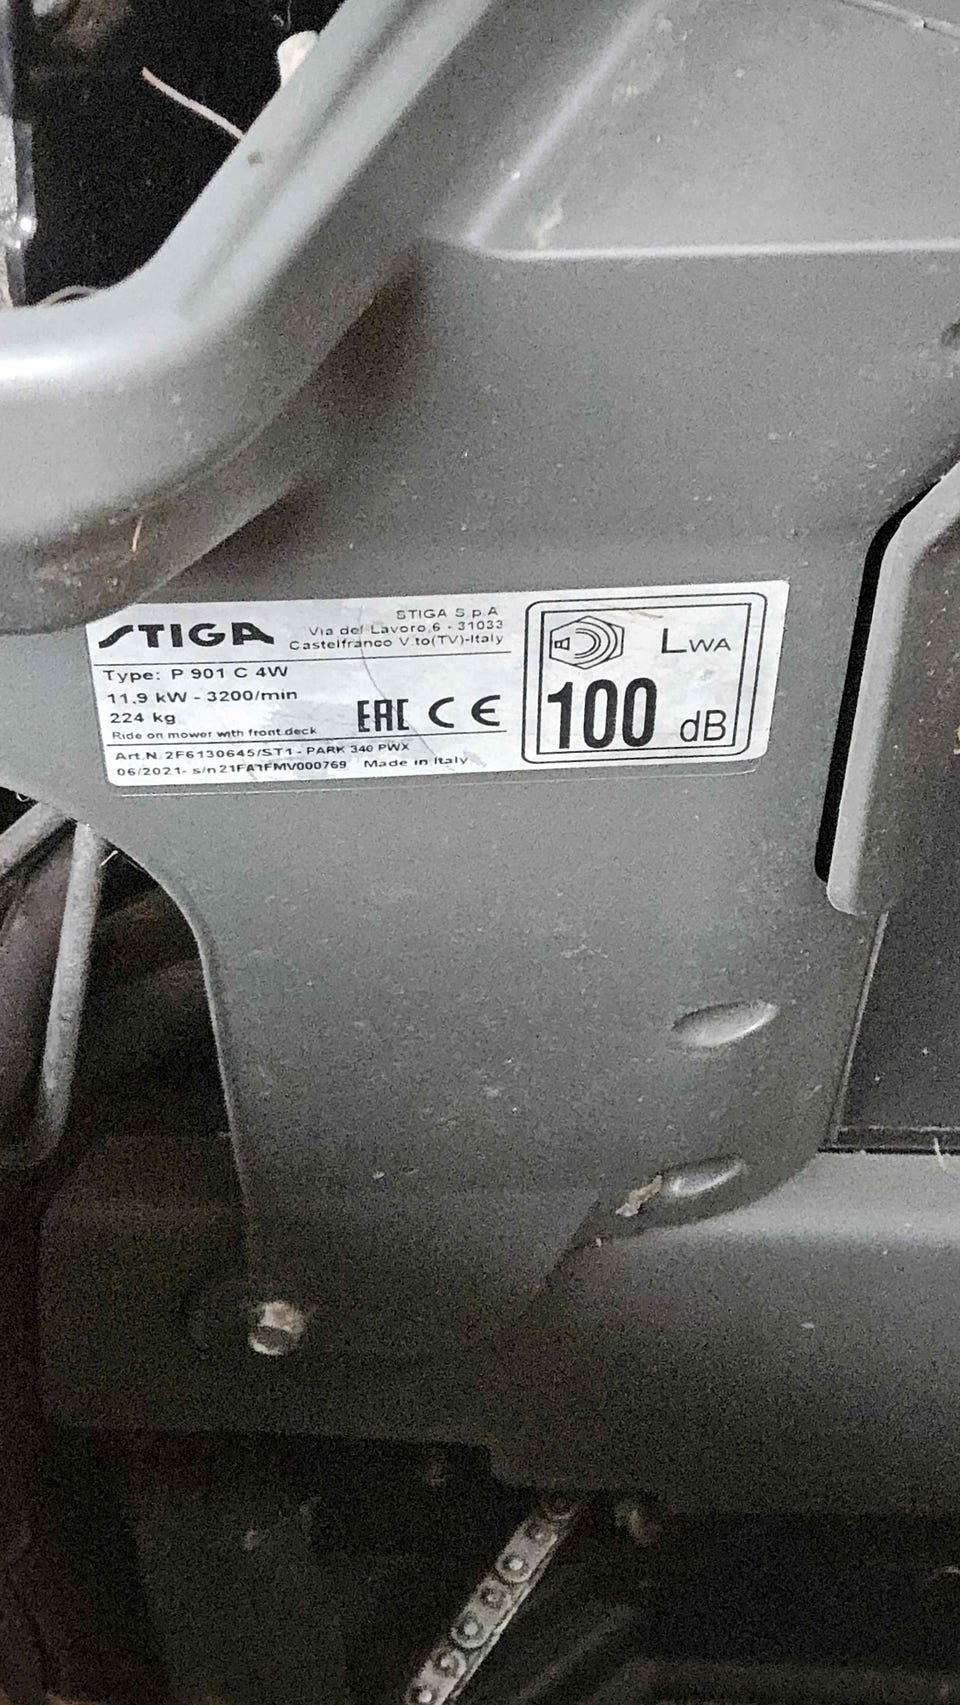 STIGA
STIGA S.p.A
Via del Lavoro,6 - 31033
Castelfranco V.to(TV)-Italy
Type: P 901 C 4W
11,9 kW - 3200/min
224 kg
EAC CE
Ride on mower with front deck
Art.N.2F6130645/ST1 - PARK 340 PWX
06/2021- s/n21FA1FMV000769 Made in Italy
LWA
100 dB